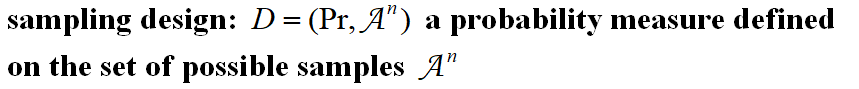 sampling design: D = (Pr, 𝒜ⁿ) a probability measure defined
on the set of possible samples 𝒜ⁿ